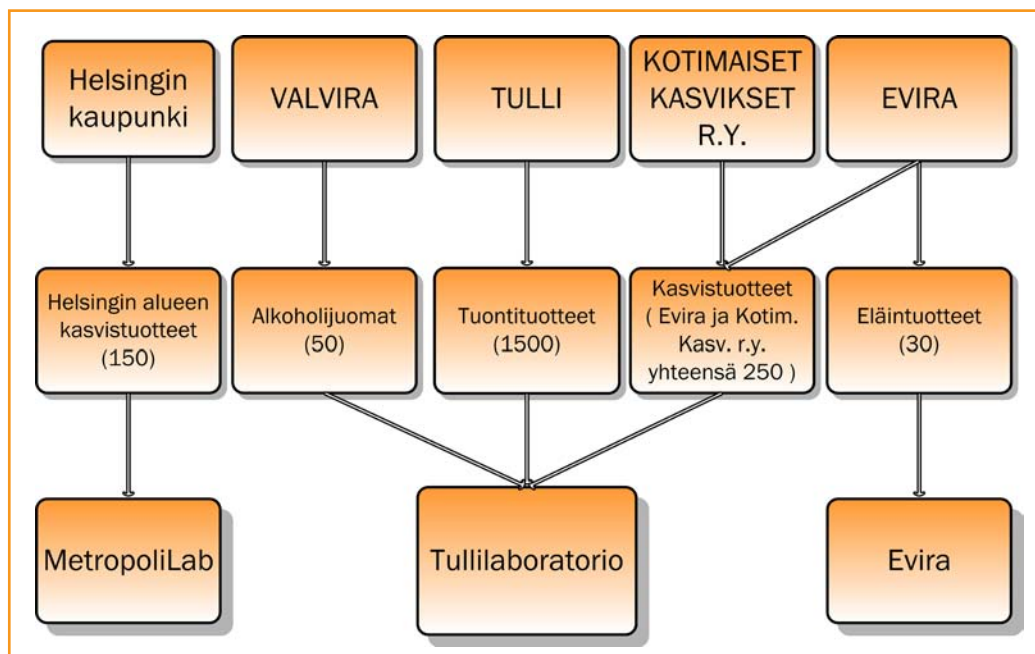 Helsingin
kaupunki
VALVIRA
TULLI
KOTIMAISET
KASVIKSET
R.Y.
EVIRA
Helsingin alueen
kasvistuotteet
(150)
Alkoholijuomat
(50)
Tuontituotteet
(1500)
Kasvistuotteet
( Evira ja Kotim.
Kasv. r.y.
yhteensä 250 )
Eläintuotteet
(30)
MetropoliLab
Tullilaboratorio
Evira